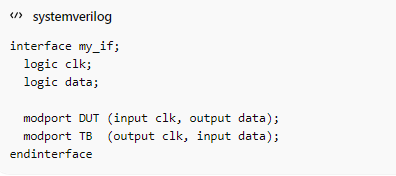 </> systemverilog
interface my_if;
  logic clk;
  logic data;

  modport DUT (input clk, output data);
  modport TB  (output clk, input data);
endinterface